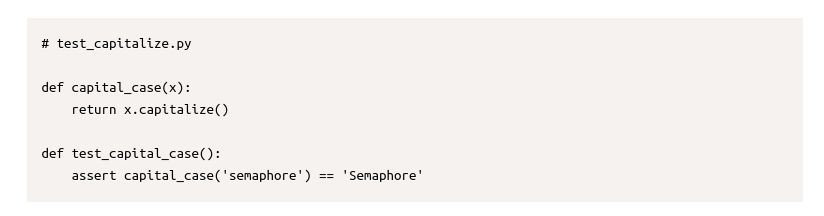 # test_capitalize.py

def capital_case(x):
    return x.capitalize()

def test_capital_case():
    assert capital_case('semaphore') == 'Semaphore'